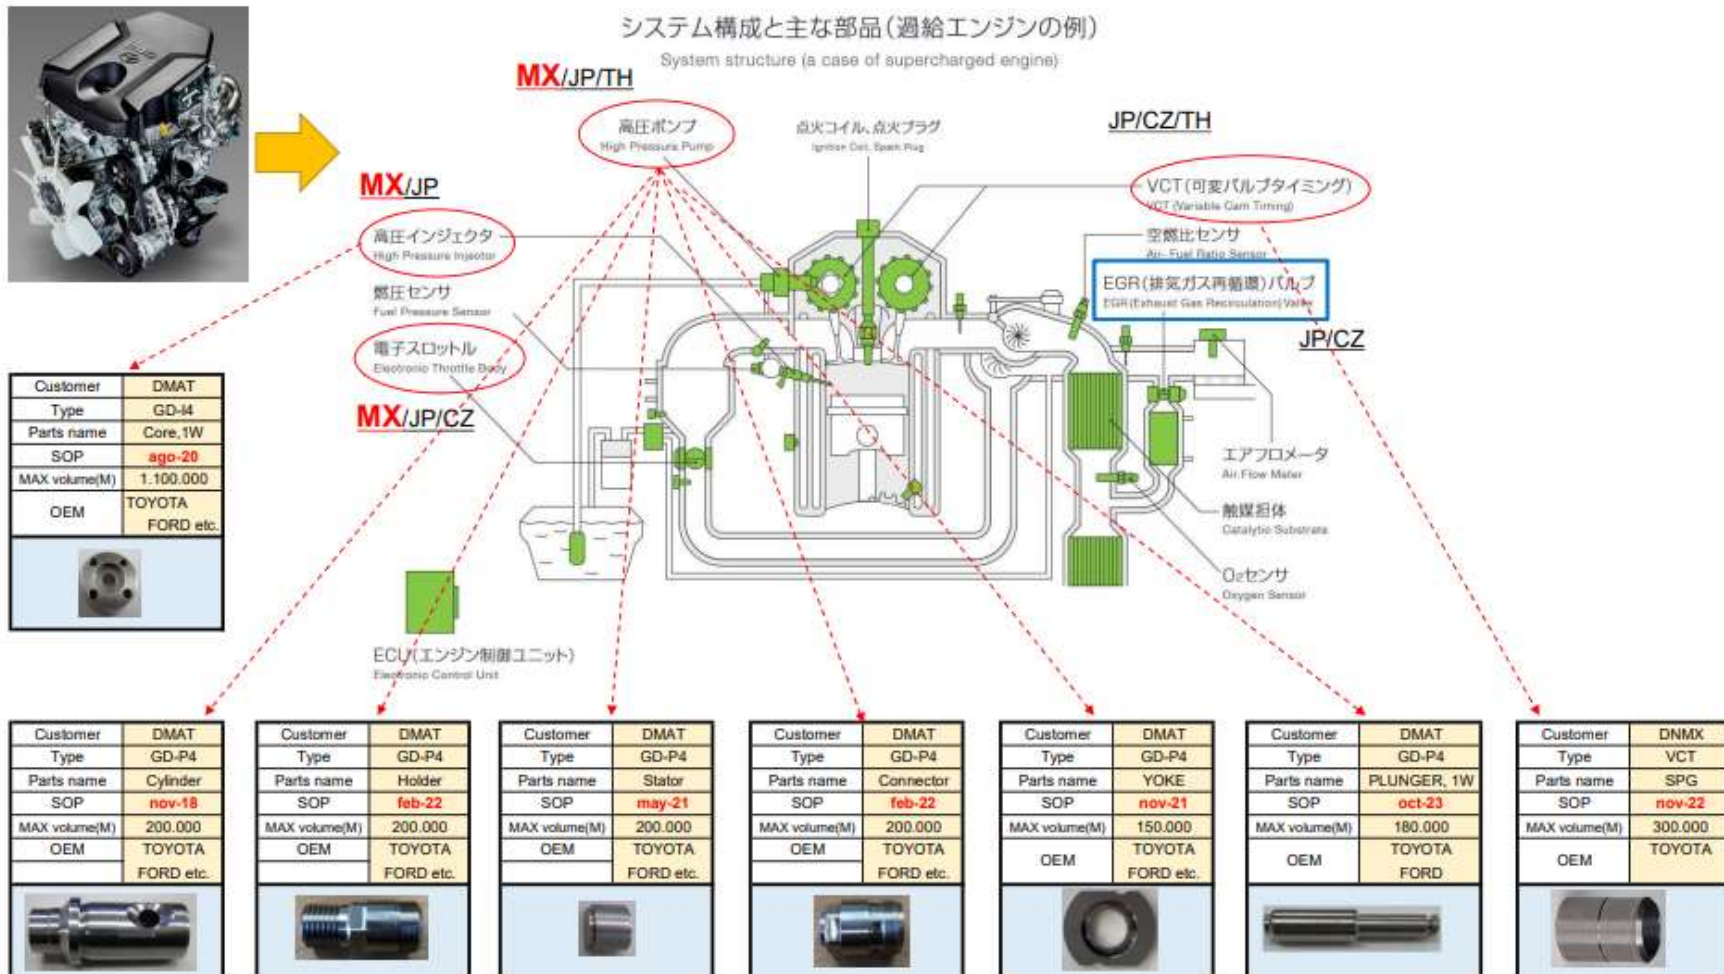 システム構成と主な部品(過給エンジンの例)
System structure (a case of supercharged engine)
MX/JP/TH
高圧ポンプ
High Pressure Pump
点火コイル、点火プラグ
Ignition Coil, Spark Plug
JP/CZ/TH
VCT(可変バルブタイミング)
VCT (Variable Cam Timing)
MX/JP
高圧インジェクタ
High Pressure Injector
空燃比センサ
Air- Fuel Ratio Sensor
EGR(排気ガス再循環)バルブ
EGR(Exhaust Gas Recirculation) Valve
燃圧センサ
Fuel Pressure Sensor
JP/CZ
電子スロットル
Electronic Throttle Body
MX/JP/CZ
エアフロメータ
Air Flow Meter
触媒担体
Catalytic Substrate
O₂センサ
Oxygen Sensor
ECU(エンジン制御ユニット)
Electronic Control Unit
Customer DMAT
Type GD-I4
Parts name Core,1W
SOP ago-20
MAX volume(M) 1.100.000
OEM TOYOTA
FORD etc.
Customer DMAT
Type GD-P4
Parts name Cylinder
SOP nov-18
MAX volume(M) 200.000
OEM TOYOTA
FORD etc.
Customer DMAT
Type GD-P4
Parts name Holder
SOP feb-22
MAX volume(M) 200.000
OEM TOYOTA
FORD etc.
Customer DMAT
Type GD-P4
Parts name Stator
SOP may-21
MAX volume(M) 200.000
OEM TOYOTA
FORD etc.
Customer DMAT
Type GD-P4
Parts name Connector
SOP feb-22
MAX volume(M) 200.000
OEM TOYOTA
FORD etc.
Customer DMAT
Type GD-P4
Parts name YOKE
SOP nov-21
MAX volume(M) 150.000
OEM TOYOTA
FORD etc.
Customer DMAT
Type GD-P4
Parts name PLUNGER, 1W
SOP oct-23
MAX volume(M) 180.000
OEM TOYOTA
FORD
Customer DNMX
Type VCT
Parts name SPG
SOP nov-22
MAX volume(M) 300.000
OEM TOYOTA